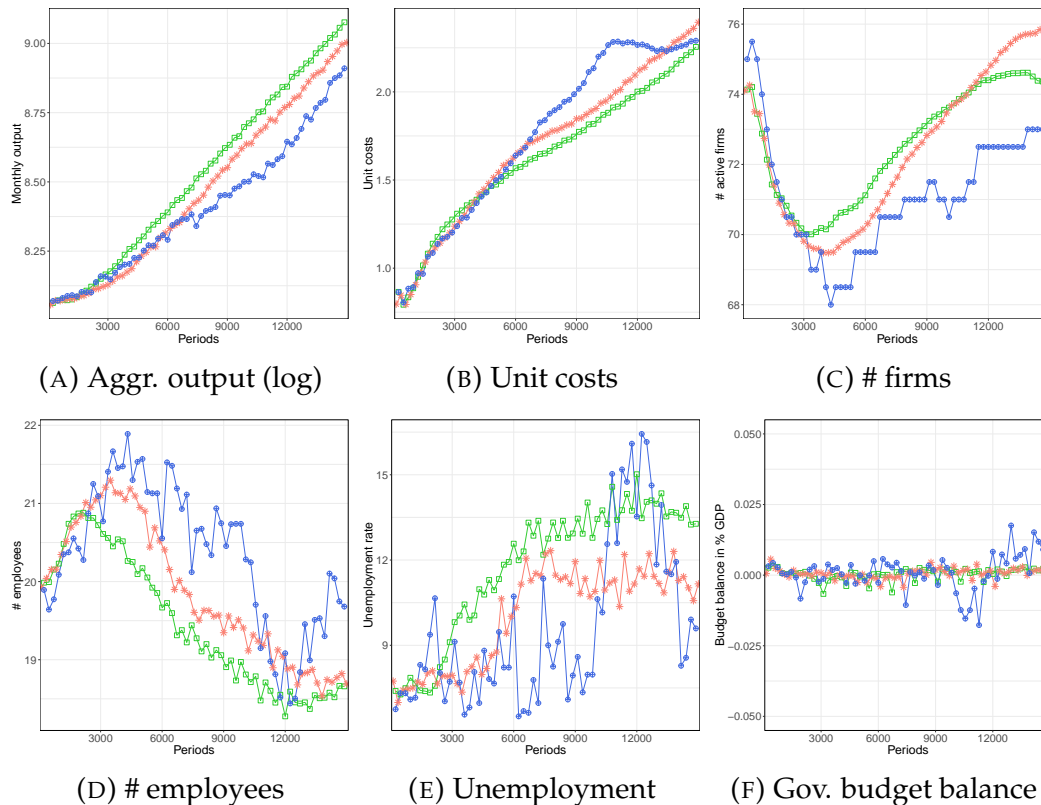 Monthly output
9.00
8.75
8.50
8.25
3000 6000 9000 12000
Periods
(A) Aggr. output (log)
Unit costs
2.0
1.5
1.0
3000 6000 9000 12000
Periods
(B) Unit costs
# active firms
76
74
72
70
68
3000 6000 9000 12000
Periods
(C) # firms
# employees
22
21
20
19
3000 6000 9000 12000
Periods
(D) # employees
Unemployment rate
15
12
9
3000 6000 9000 12000
Periods
(E) Unemployment
Budget balance in % GDP
0.050
0.025
0.000
−0.025
−0.050
3000 6000 9000 12000
Periods
(F) Gov. budget balance